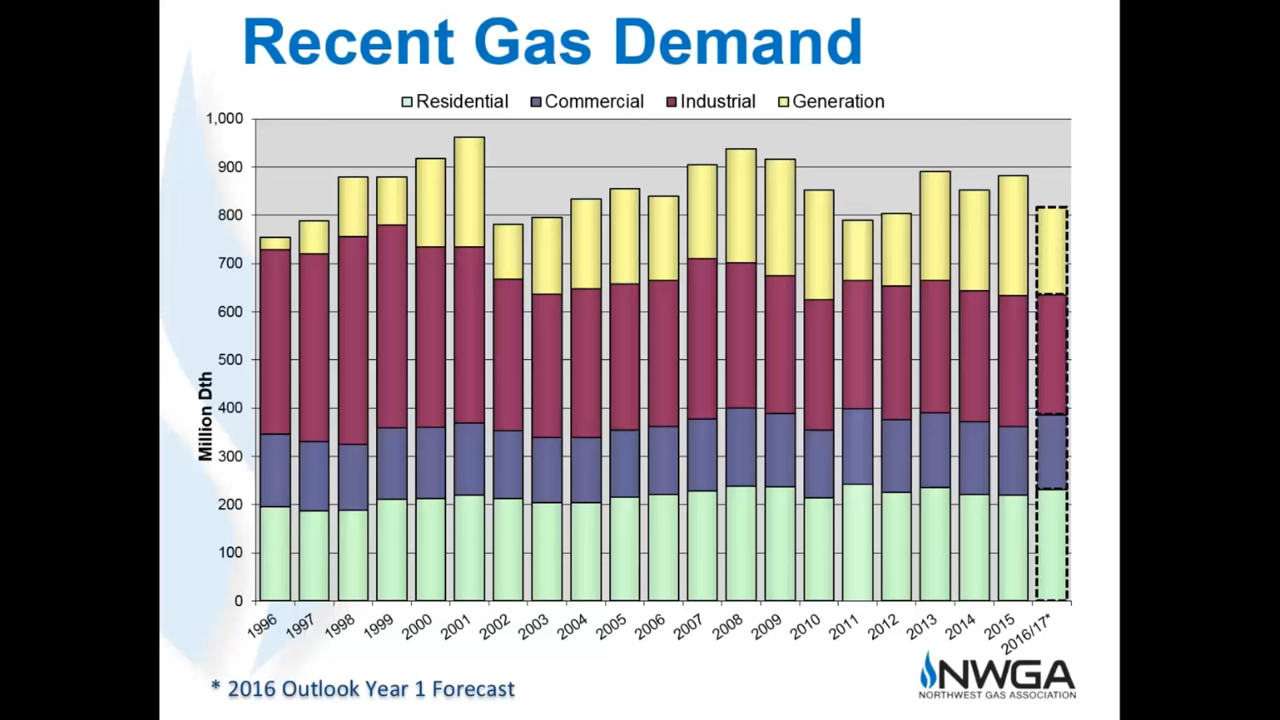 Recent Gas Demand
Residential Commercial Industrial Generation
1,000
900
800
700
600
500
400
300
200
100
0
Million Dth
1996 1997 1998 1999 2000 2001 2002 2003 2004 2005 2006 2007 2008 2009 2010 2011 2012 2013 2014 2015 2016/17*
* 2016 Outlook Year 1 Forecast
NWGA
NORTHWEST GAS ASSOCIATION